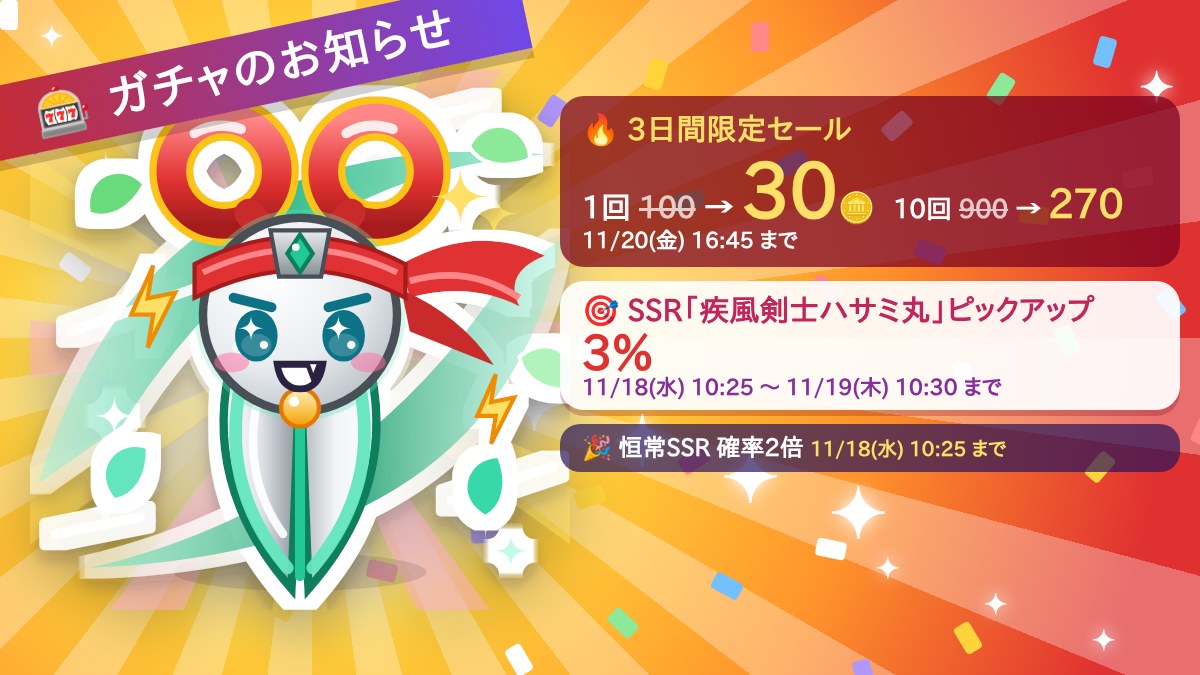 ガチャのお知らせ
3日間限定セール
1回 100 → 30 10回 900 → 270
11/20(金) 16:45 まで
SSR「疾風剣士ハサミ丸」ピックアップ
3%
11/18(水) 10:25 〜 11/19(木) 10:30 まで
恒常SSR 確率2倍 11/18(水) 10:25 まで